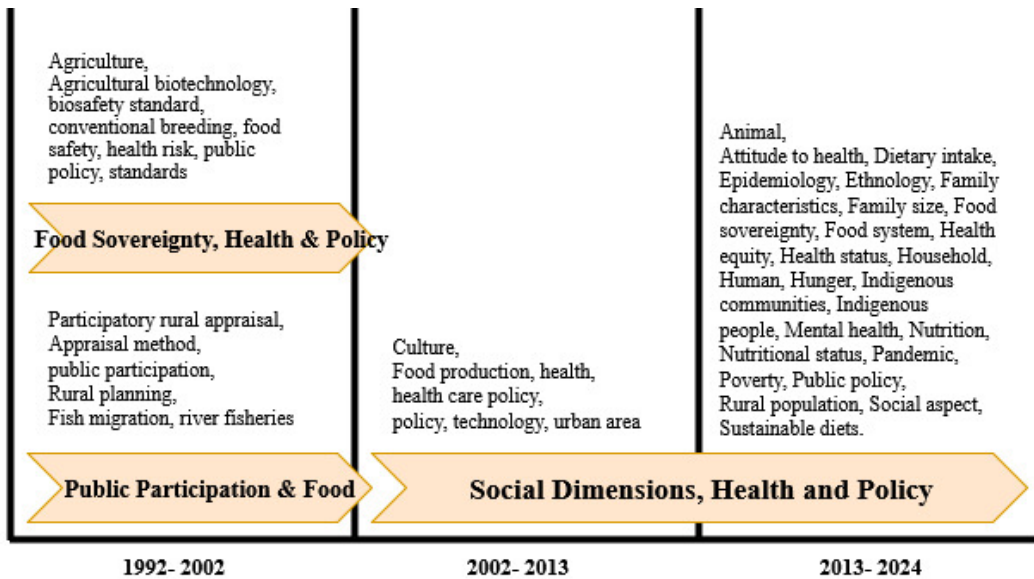 Agriculture,
Agricultural biotechnology,
biosafety standard,
conventional breeding, food
safety, health risk, public
policy, standards
Food Sovereignty, Health & Policy
Participatory rural appraisal,
Appraisal method,
public participation,
Rural planning,
Fish migration, river fisheries
Public Participation & Food
Culture,
Food production, health,
health care policy,
policy, technology, urban area
Animal,
Attitude to health, Dietary intake,
Epidemiology, Ethnology, Family
characteristics, Family size, Food
sovereignty, Food system, Health
equity, Health status, Household,
Human, Hunger, Indigenous
communities, Indigenous
people, Mental health, Nutrition,
Nutritional status, Pandemic,
Poverty, Public policy,
Rural population, Social aspect,
Sustainable diets.
Social Dimensions, Health and Policy
1992- 2002
2002- 2013
2013- 2024